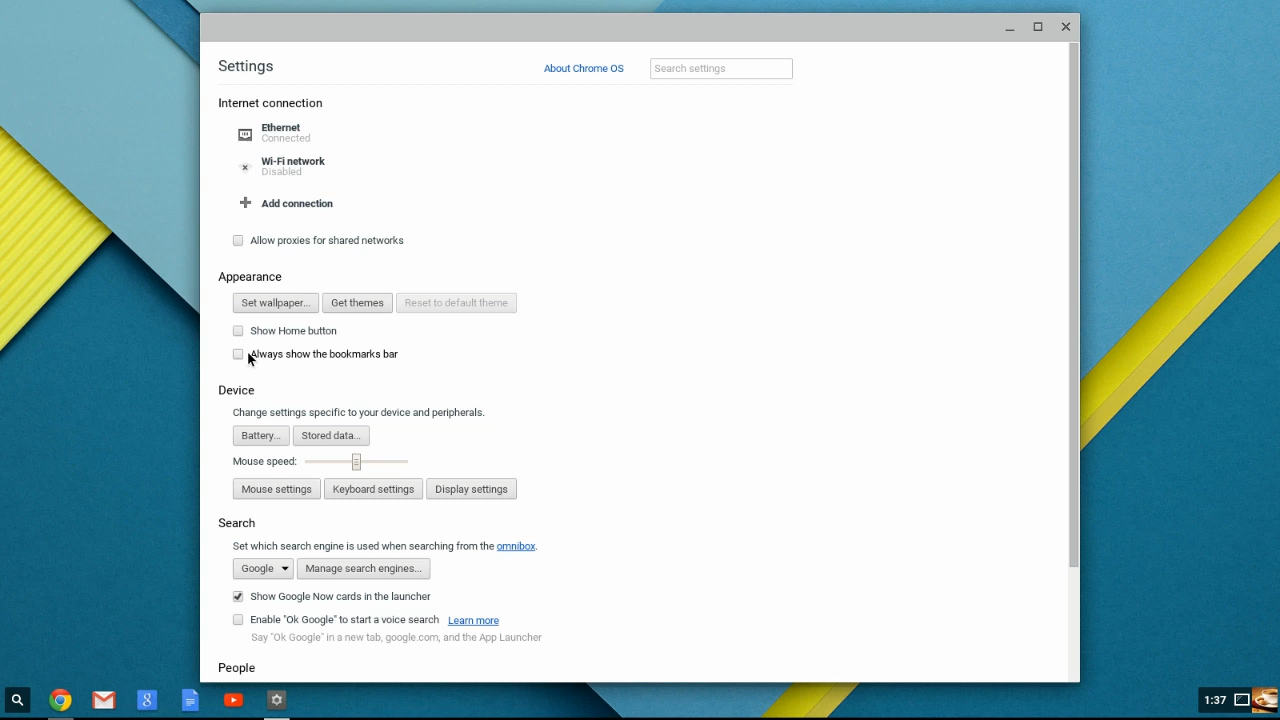 Settings
About Chrome OS
Search settings
Internet connection
Ethernet
Connected
Wi-Fi network
Disabled
Add connection
Allow proxies for shared networks
Appearance
Set wallpaper... Get themes Reset to default theme
Show Home button
Always show the bookmarks bar
Device
Change settings specific to your device and peripherals.
Battery... Stored data...
Mouse speed:
Mouse settings Keyboard settings Display settings
Search
Set which search engine is used when searching from the omnibox.
Google Manage search engines...
Show Google Now cards in the launcher
Enable "Ok Google" to start a voice search Learn more
Say "Ok Google" in a new tab, google.com, and the App Launcher
People
8
1:37